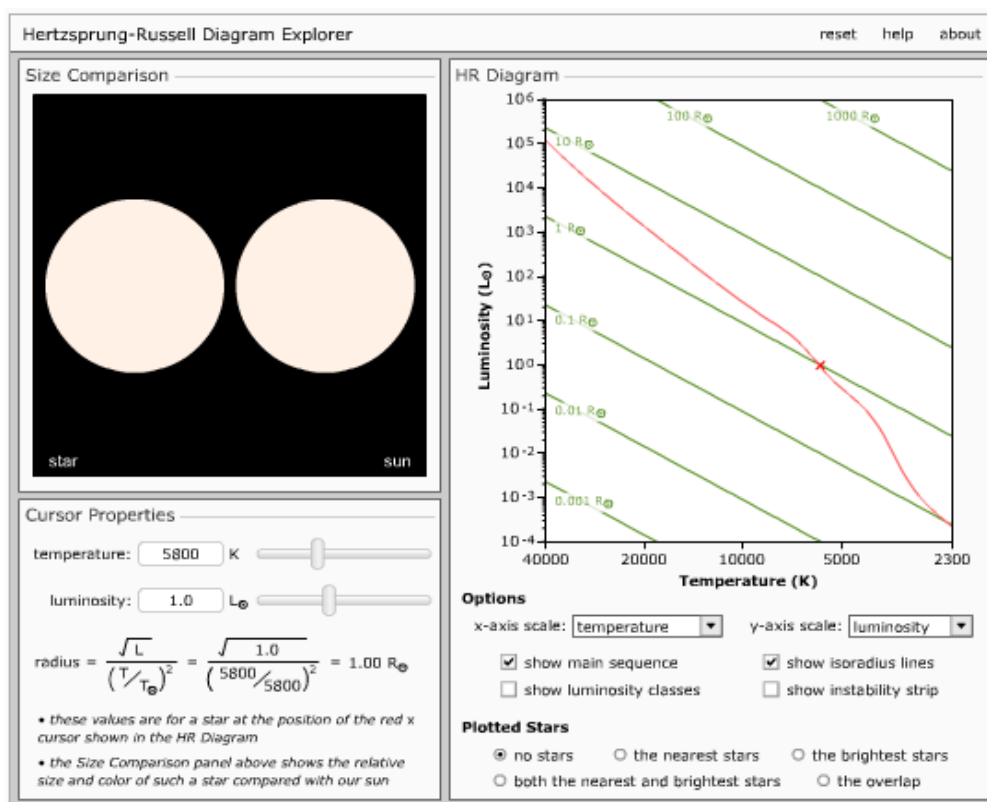 Hertzsprung-Russell Diagram Explorer
reset help about
Size Comparison
star
sun
Cursor Properties
temperature: 5800 K
luminosity: 1.0 L⊙
radius = √L / (T/T⊙)² = √1.0 / (5800/5800)² = 1.00 R⊙
• these values are for a star at the position of the red x
cursor shown in the HR Diagram
• the Size Comparison panel above shows the relative
size and color of such a star compared with our sun
HR Diagram
Luminosity (L⊙)
10⁶
10⁵
10⁴
10³
10²
10¹
10⁰
10⁻¹
10⁻²
10⁻³
10⁻⁴
1000 R⊙
100 R⊙
10 R⊙
1 R⊙
0.1 R⊙
0.01 R⊙
0.001 R⊙
40000 20000 10000 5000 2300
Temperature (K)
Options
x-axis scale: temperature y-axis scale: luminosity
show main sequence show isoradius lines
show luminosity classes show instability strip
Plotted Stars
no stars the nearest stars the brightest stars
both the nearest and brightest stars the overlap